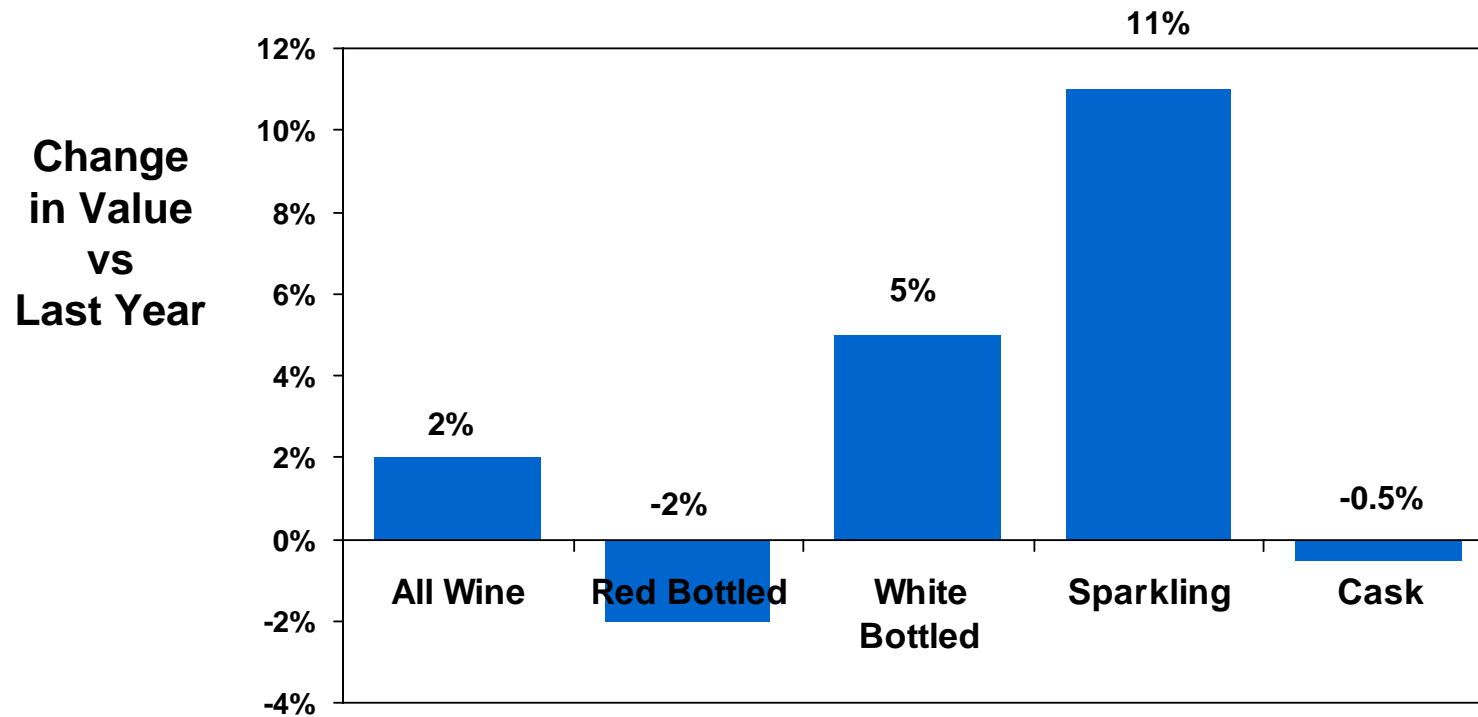 11%
12%
10%
Change
in Value
vs
Last Year
8%
6%
5%
4%
2%
2%
-2%
-0.5%
0%
All Wine
Red Bottled
White
Bottled
Sparkling
Cask
-2%
-4%